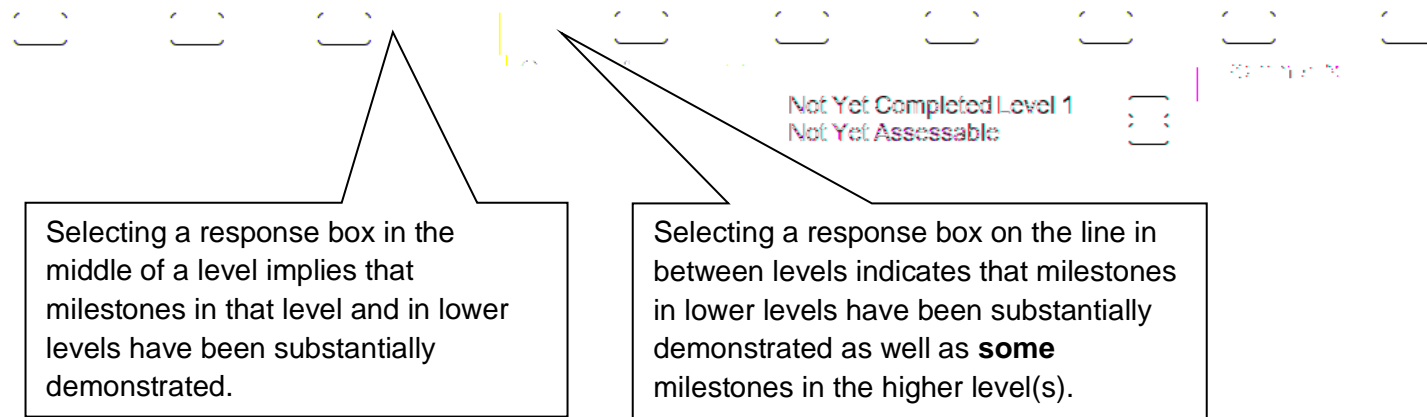 Not Yet Completed Level 1
Not Yet Assessable
Selecting a response box in the
middle of a level implies that
milestones in that level and in lower
levels have been substantially
demonstrated.
Selecting a response box on the line in
between levels indicates that milestones
in lower levels have been substantially
demonstrated as well as some
milestones in the higher level(s).